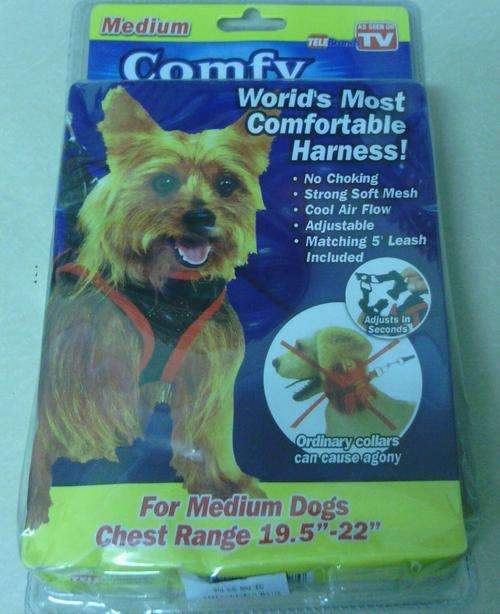 Medium
AS SEEN ON
TV
TELE
Comfy
World's Most
Comfortable
Harness!
• No Choking
• Strong Soft Mesh
• Cool Air Flow
• Adjustable
• Matching 5' Leash
Included
Adjusts in
Seconds
Ordinary collars
can cause agony
For Medium Dogs
Chest Range 19.5”-22”